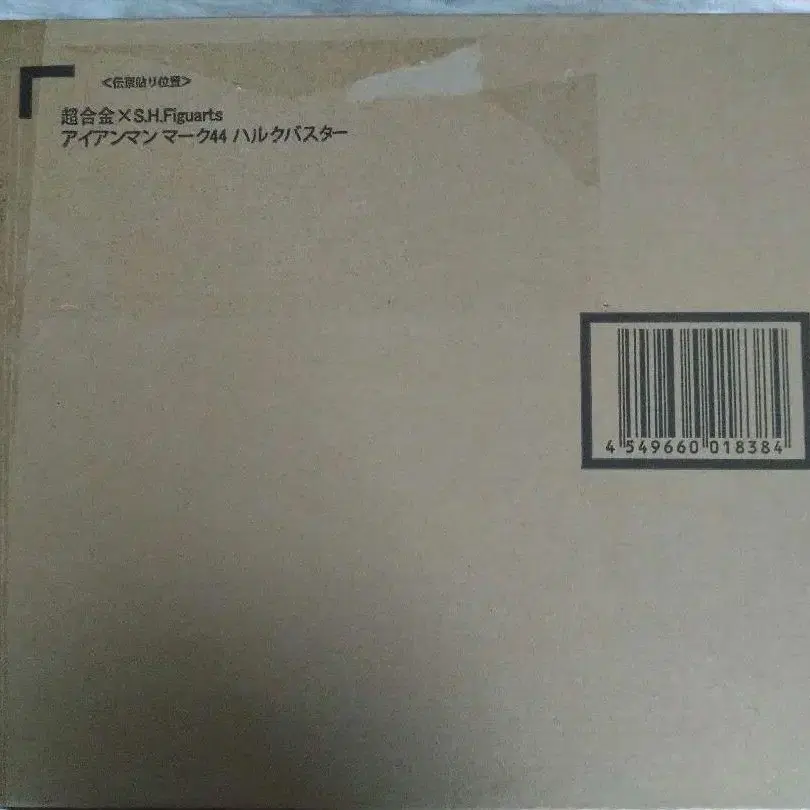 <伝票貼り位置>
超合金×S.H.Figuarts
アイアンマン マーク44 ハルクバスター
4 549660 018384